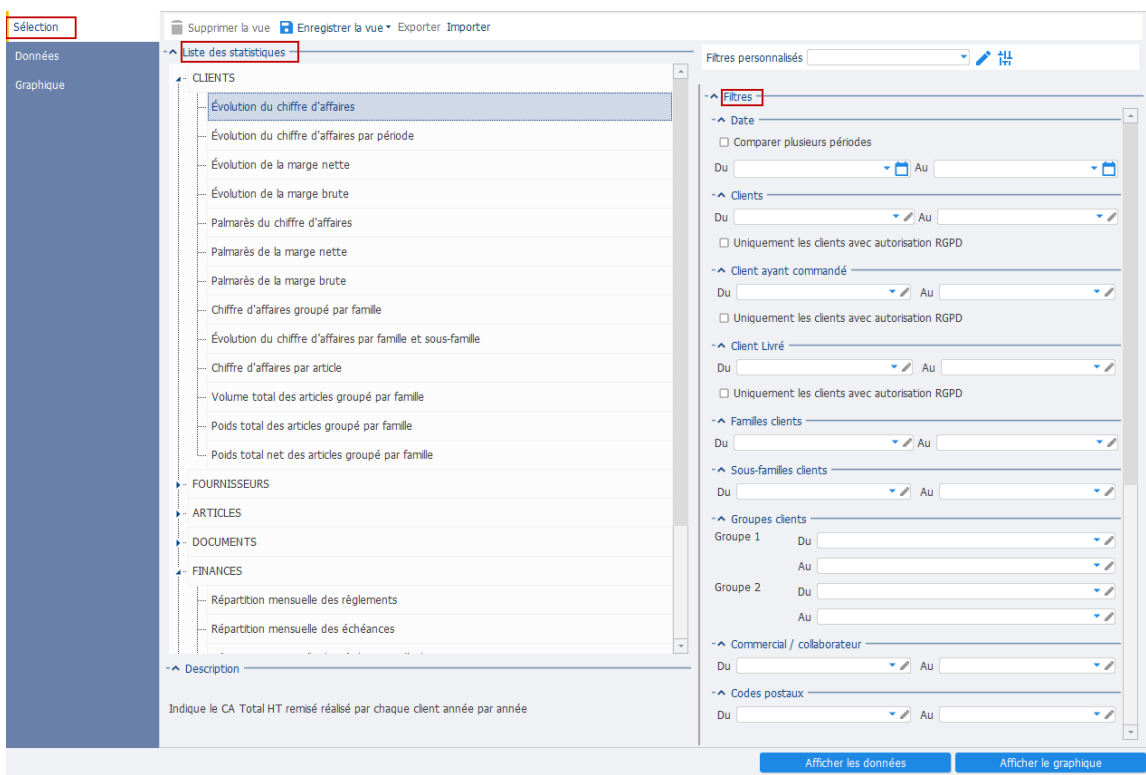 Sélection
Données
Graphique
Supprimer la vue Enregistrer la vue Exporter Importer
Liste des statistiques
CLIENTS
Évolution du chiffre d'affaires
Évolution du chiffre d'affaires par période
Évolution de la marge nette
Évolution de la marge brute
Palmarès du chiffre d'affaires
Palmarès de la marge nette
Palmarès de la marge brute
Chiffre d'affaires groupé par famille
Évolution du chiffre d'affaires par famille et sous-famille
Chiffre d'affaires par article
Volume total des articles groupé par famille
Poids total des articles groupé par famille
Poids total net des articles groupé par famille
FOURNISSEURS
ARTICLES
DOCUMENTS
FINANCES
Répartition mensuelle des règlements
Répartition mensuelle des échéances
Description
Indique le CA Total HT remisé réalisé par chaque client année par année
Filtres personnalisés
Filtres
Date
Comparer plusieurs périodes
Du Au
Clients
Du Au
Uniquement les clients avec autorisation RGPD
Client ayant commandé
Du Au
Uniquement les clients avec autorisation RGPD
Client Livré
Du Au
Uniquement les clients avec autorisation RGPD
Familles clients
Du Au
Sous-familles clients
Du Au
Groupes clients
Groupe 1 Du
Au
Groupe 2 Du
Au
Commercial / collaborateur
Du Au
Codes postaux
Du Au
Afficher les données Afficher le graphique